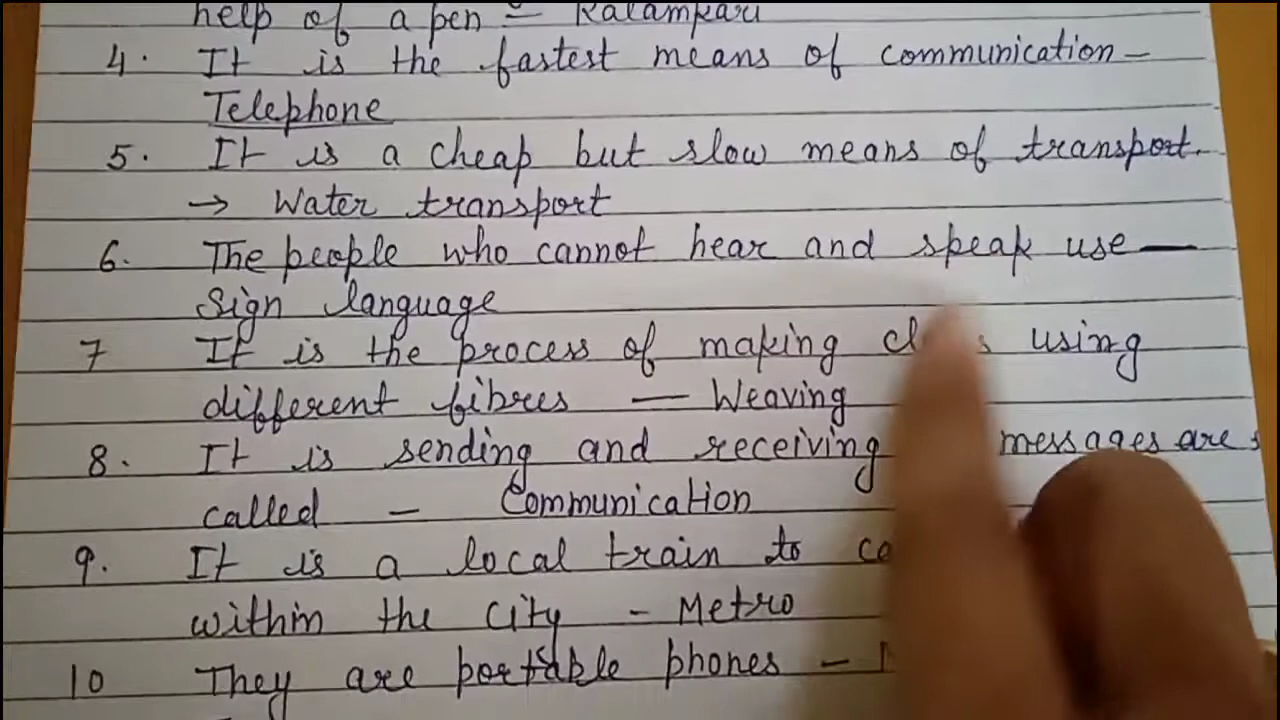 help of a pen = Kalamkari
4. It is the fastest means of communication –
Telephone
5. It is a cheap but slow means of transport.
→ Water transport
6. The people who cannot hear and speak use —
Sign language
7 It is the process of making using
different fibres — Weaving
8. It is sending and receiving messages are
called – Communication
9. It is a local train to
within the city – Metro
10 They are portable phones –